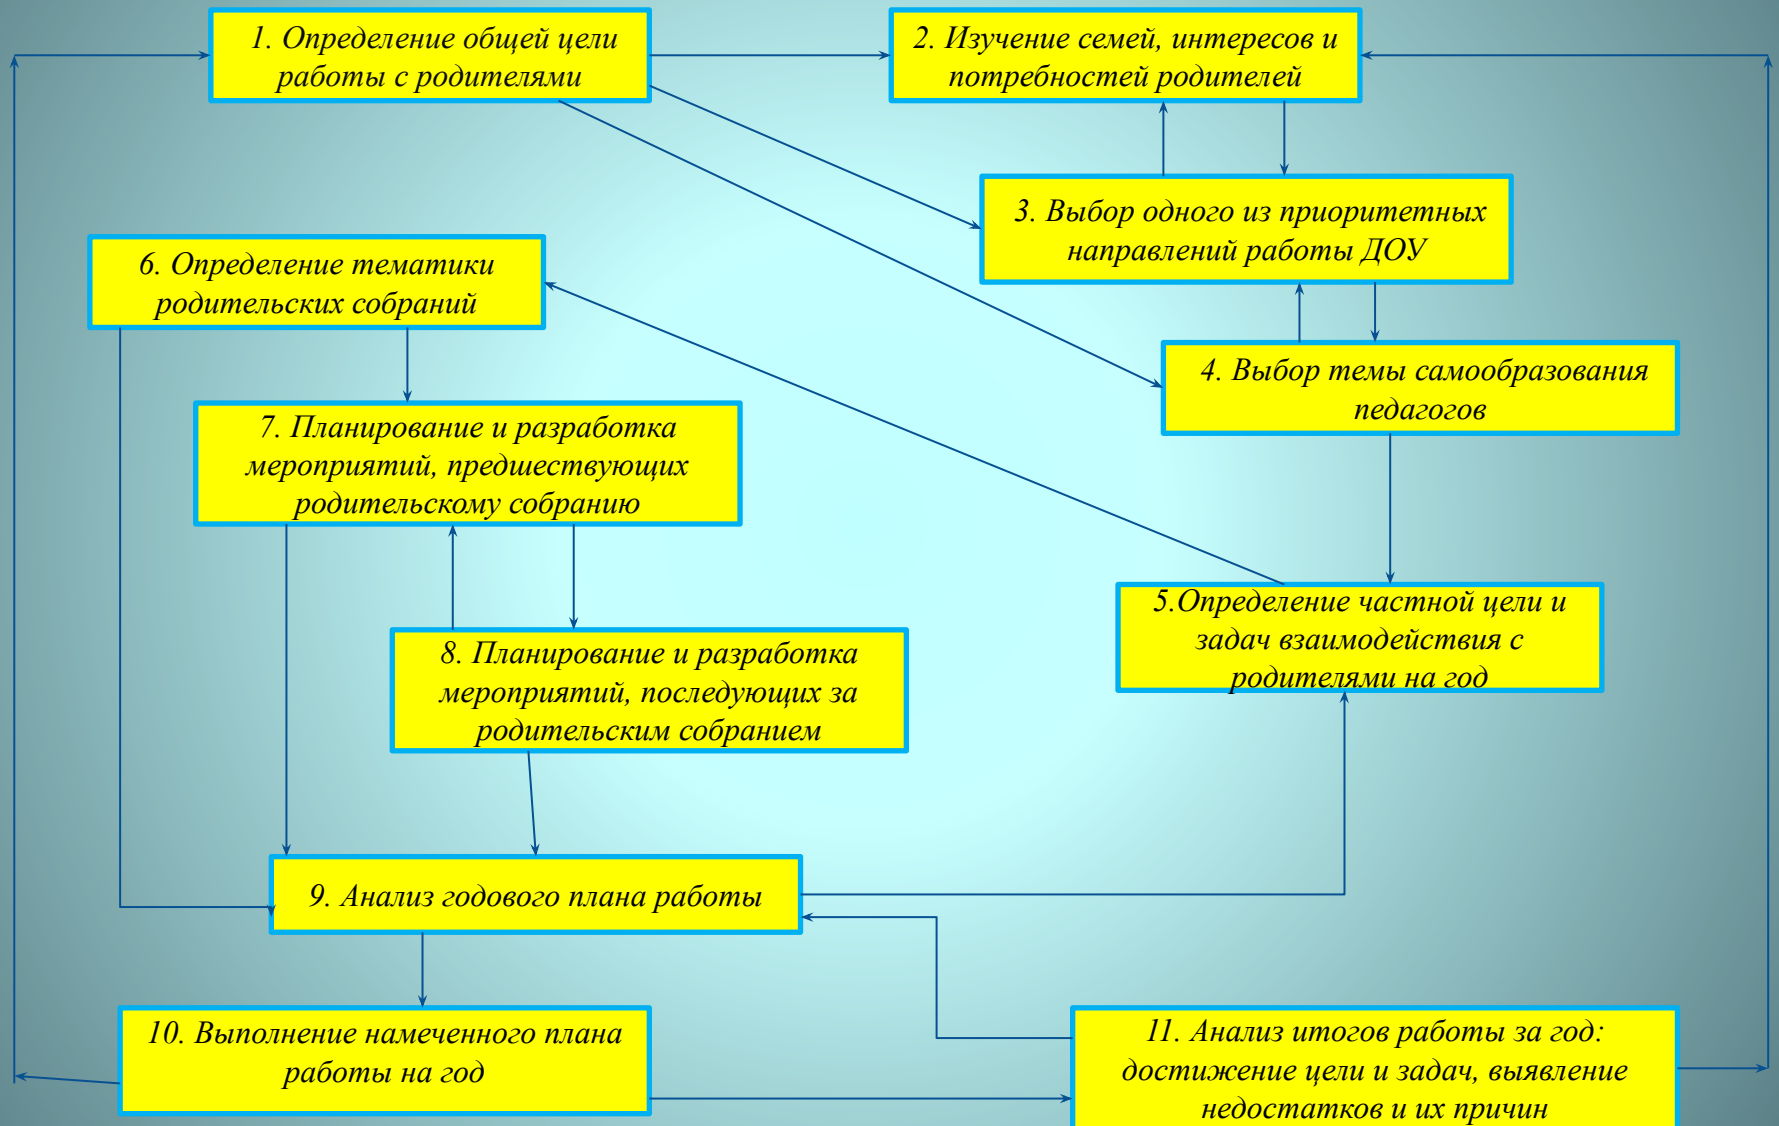 1. Определение общей цели
работы с родителями
2. Изучение семей, интересов и
потребностей родителей
3. Выбор одного из приоритетных
направлений работы ДОУ
4. Выбор темы самообразования
педагогов
5.Определение частной цели и
задач взаимодействия с
родителями на год
6. Определение тематики
родительских собраний
7. Планирование и разработка
мероприятий, предшествующих
родительскому собранию
8. Планирование и разработка
мероприятий, последующих за
родительским собранием
9. Анализ годового плана работы
10. Выполнение намеченного плана
работы на год
11. Анализ итогов работы за год:
достижение цели и задач, выявление
недостатков и их причин